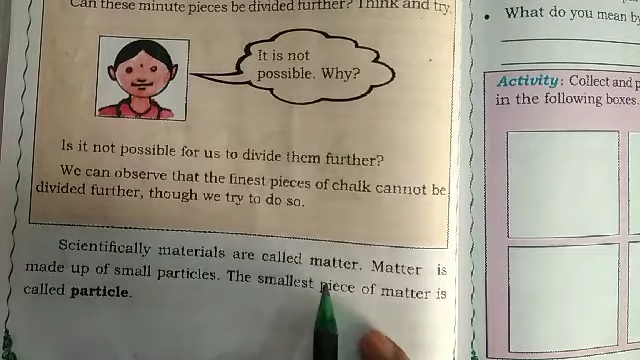 Can these minute pieces be divided further? Think and try.
It is not
possible. Why?
Is it not possible for us to divide them further?
We can observe that the finest pieces of chalk cannot be
divided further, though we try to do so.
Scientifically materials are called matter. Matter is
made up of small particles. The smallest piece of matter is
called particle.
• What do you mean by
Activity: Collect and p
in the following boxes.